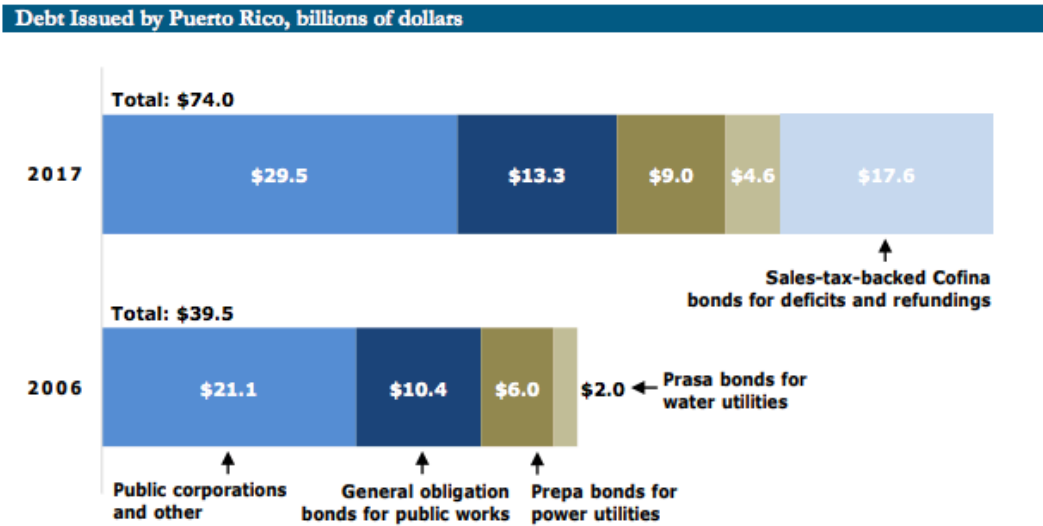 Debt Issued by Puerto Rico, billions of dollars
Total: $74.0
2017
$29.5
$13.3
$9.0
$4.6
$17.6
Sales-tax-backed Cofina
bonds for deficits and refundings
Total: $39.5
2006
$21.1
$10.4
$6.0
$2.0
Prasa bonds for
water utilities
Public corporations
and other
General obligation
bonds for public works
Prepa bonds for
power utilities